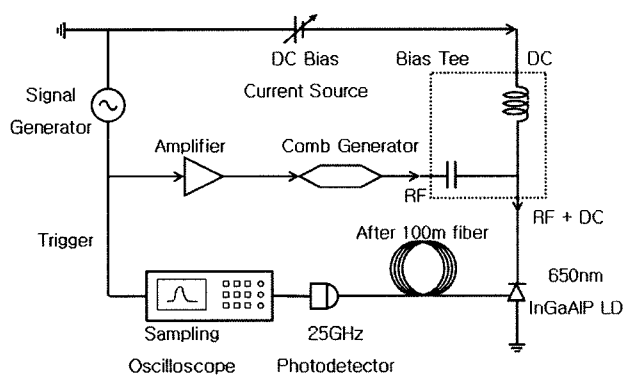 DC Bias
Current Source
Bias Tee
DC
Signal
Generator
Amplifier
Comb Generator
RF
RF + DC
Trigger
After 100m fiber
650nm
InGaAlP LD
Sampling
Oscilloscope
25GHz
Photodetector